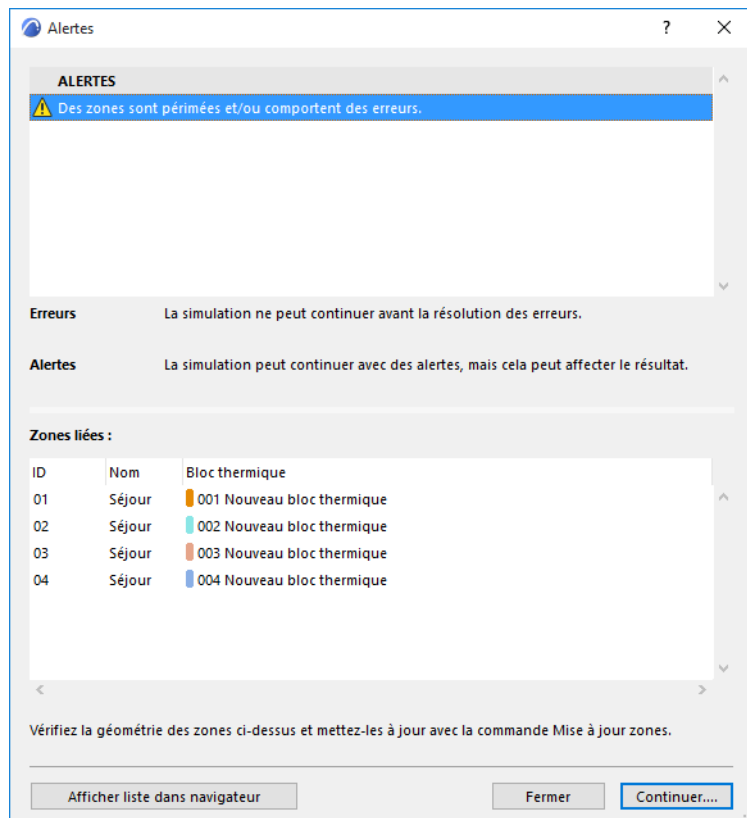 Alertes
ALERTES
Des zones sont périmées et/ou comportent des erreurs.
Erreurs La simulation ne peut continuer avant la résolution des erreurs.
Alertes La simulation peut continuer avec des alertes, mais cela peut affecter le résultat.
Zones liées :
ID Nom Bloc thermique
01 Séjour 001 Nouveau bloc thermique
02 Séjour 002 Nouveau bloc thermique
03 Séjour 003 Nouveau bloc thermique
04 Séjour 004 Nouveau bloc thermique
Vérifiez la géométrie des zones ci-dessus et mettez-les à jour avec la commande Mise à jour zones.
Afficher liste dans navigateur Fermer Continuer....